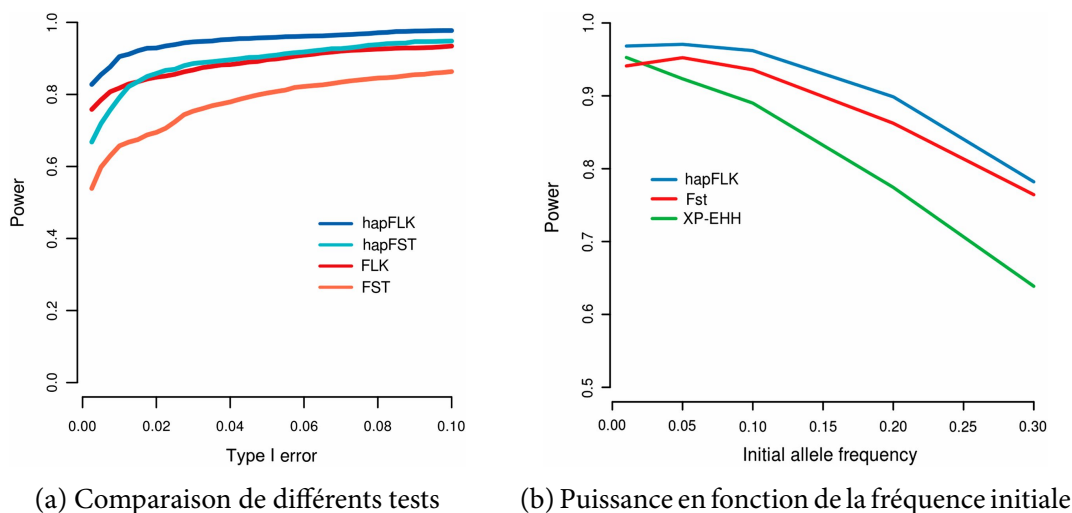 1.0
0.8
0.6
0.4
0.2
0.0
Power
hapFLK
hapFST
FLK
FST
0.00 0.02 0.04 0.06 0.08 0.10
Type I error
(a) Comparaison de différents tests
1.0
0.9
0.8
0.7
0.6
0.5
Power
hapFLK
Fst
XP-EHH
0.00 0.05 0.10 0.15 0.20 0.25 0.30
Initial allele frequency
(b) Puissance en fonction de la fréquence initiale